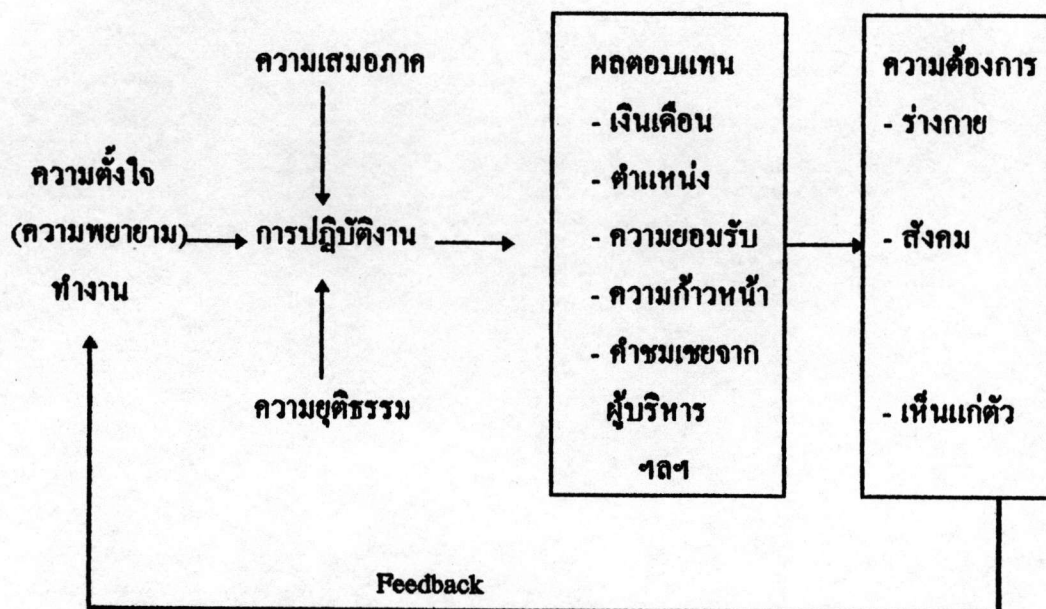 ความเสมอภาค
ความตั้งใจ
(ความพยายาม)
ทำงาน
การปฏิบัติงาน
ความยุติธรรม
ผลตอบแทน
- เงินเดือน
- ตำแหน่ง
- ความยอมรับ
- ความก้าวหน้า
- คำชมเชยจาก
ผู้บริหาร
ฯลฯ
ความต้องการ
- ร่างกาย
- สังคม
- เห็นแก่ตัว
Feedback